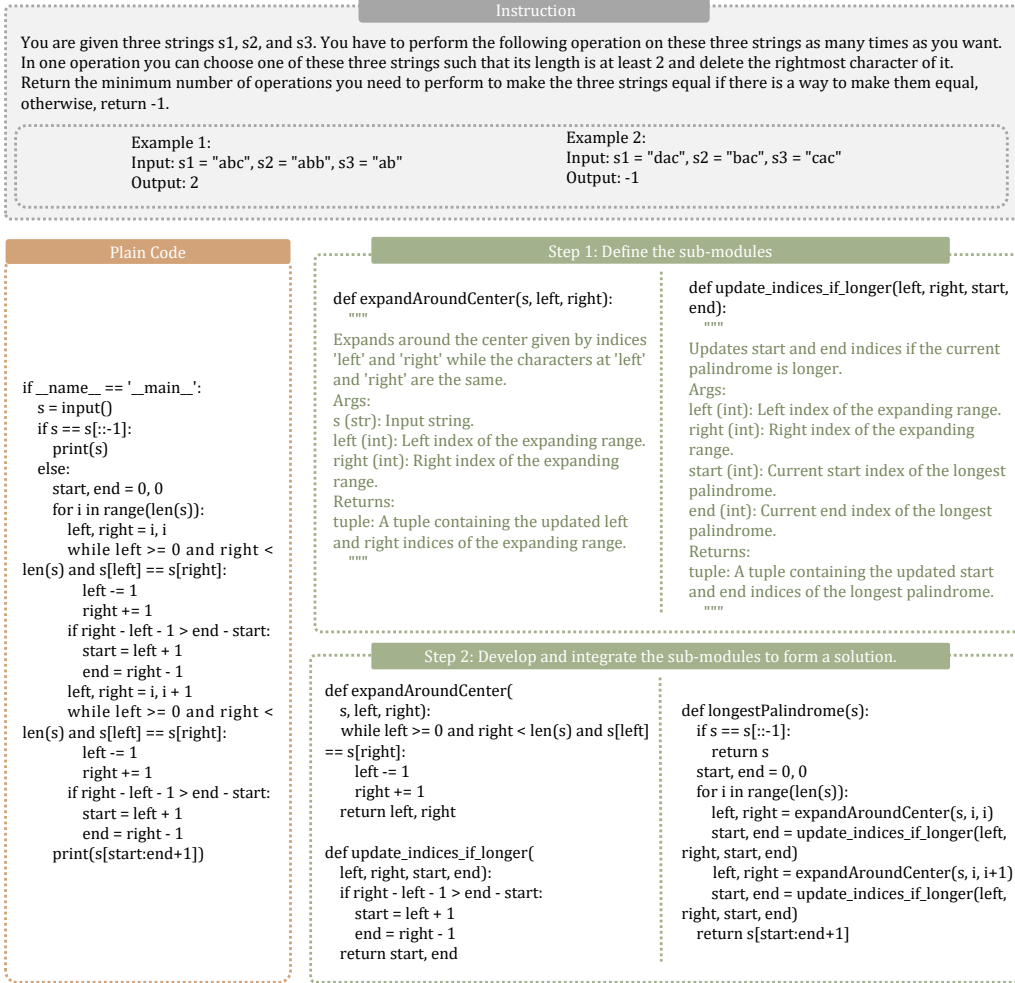 Instruction
You are given three strings s1, s2, and s3. You have to perform the following operation on these three strings as many times as you want.
In one operation you can choose one of these three strings such that its length is at least 2 and delete the rightmost character of it.
Return the minimum number of operations you need to perform to make the three strings equal if there is a way to make them equal,
otherwise, return -1.
Example 1:
Input: s1 = "abc", s2 = "abb", s3 = "ab"
Output: 2
Example 2:
Input: s1 = "dac", s2 = "bac", s3 = "cac"
Output: -1
Plain Code
if __name__ == '__main__':
s = input()
if s == s[::-1]:
print(s)
else:
start, end = 0, 0
for i in range(len(s)):
left, right = i, i
while left >= 0 and right <
len(s) and s[left] == s[right]:
left -= 1
right += 1
if right - left - 1 > end - start:
start = left + 1
end = right - 1
left, right = i, i + 1
while left >= 0 and right <
len(s) and s[left] == s[right]:
left -= 1
right += 1
if right - left - 1 > end - start:
start = left + 1
end = right - 1
print(s[start:end+1])
Step 1: Define the sub-modules
def expandAroundCenter(s, left, right):
"""
Expands around the center given by indices
'left' and 'right' while the characters at 'left'
and 'right' are the same.
Args:
s (str): Input string.
left (int): Left index of the expanding range.
right (int): Right index of the expanding
range.
Returns:
tuple: A tuple containing the updated left
and right indices of the expanding range.
"""
def update_indices_if_longer(left, right, start,
end):
"""
Updates start and end indices if the current
palindrome is longer.
Args:
left (int): Left index of the expanding range.
right (int): Right index of the expanding
range.
start (int): Current start index of the longest
palindrome.
end (int): Current end index of the longest
palindrome.
Returns:
tuple: A tuple containing the updated start
and end indices of the longest palindrome.
"""
Step 2: Develop and integrate the sub-modules to form a solution.
def expandAroundCenter(
s, left, right):
while left >= 0 and right < len(s) and s[left]
== s[right]:
left -= 1
right += 1
return left, right
def update_indices_if_longer(
left, right, start, end):
if right - left - 1 > end - start:
start = left + 1
end = right - 1
return start, end
def longestPalindrome(s):
if s == s[::-1]:
return s
start, end = 0, 0
for i in range(len(s)):
left, right = expandAroundCenter(s, i, i)
start, end = update_indices_if_longer(left,
right, start, end)
left, right = expandAroundCenter(s, i, i+1)
start, end = update_indices_if_longer(left,
right, start, end)
return s[start:end+1]